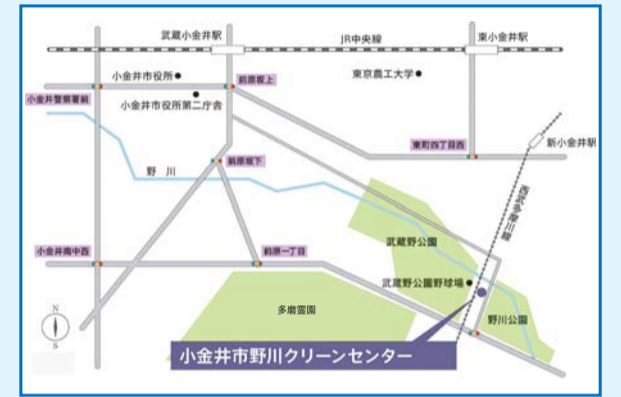 武蔵小金井駅
JR中央線
東小金井駅
小金井市役所
前原坂上
東京農工大学
小金井警察署前
小金井市役所第二庁舎
東町四丁目西
新小金井駅
前原坂下
野川
西武多摩川線
武蔵野公園
小金井南中西
前原一丁目
武蔵野公園野球場
多磨霊園
野川公園
N
S
小金井市野川クリーンセンター